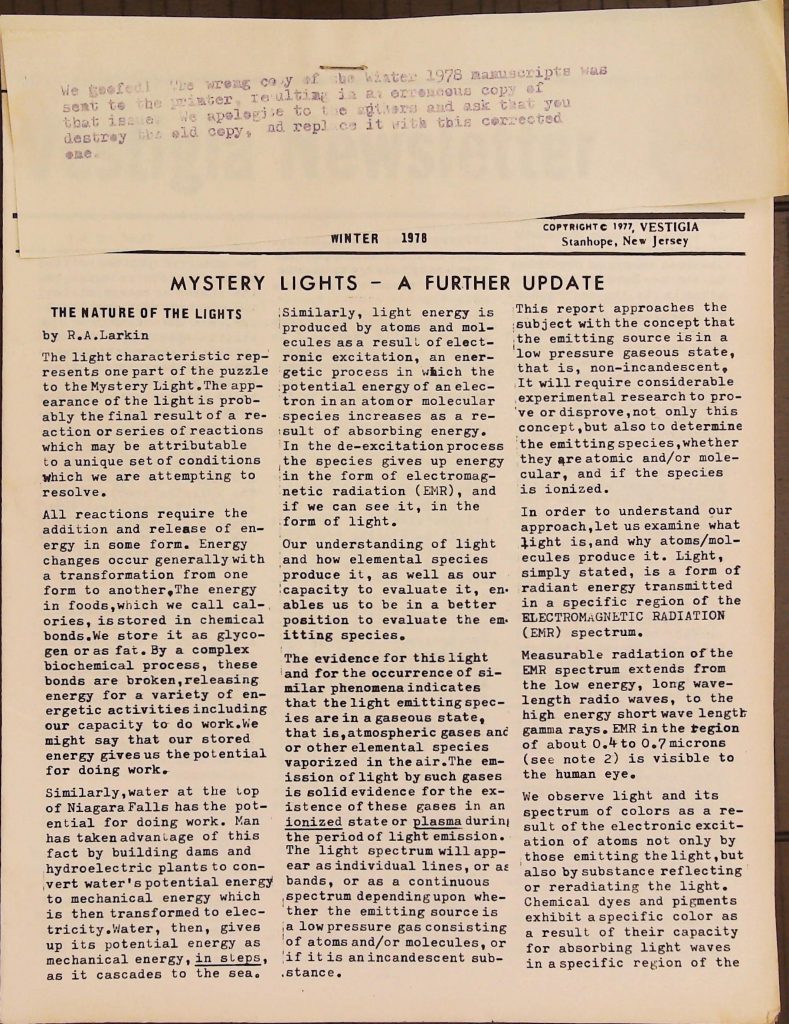 We goofed! The wrong copy of the Winter 1978 manuscripts was
sent to the printer, resulting in an erroneous copy of
that issue. We apologize to the authors and ask that you
destroy the old copy, and replace it with this corrected
one.
WINTER 1978
COPYRIGHT© 1977, VESTIGIA
Stanhope, New Jersey
MYSTERY LIGHTS – A FURTHER UPDATE
THE NATURE OF THE LIGHTS
by R.A.Larkin
The light characteristic rep-
resents one part of the puzzle
to the Mystery Light.The app-
earance of the light is prob-
ably the final result of a re-
action or series of reactions
which may be attributable
to a unique set of conditions
which we are attempting to
resolve.
All reactions require the
addition and release of en-
ergy in some form. Energy
changes occur generally with
a transformation from one
form to another,The energy
in foods,which we call cal-
ories, is stored in chemical
bonds.We store it as glyco-
gen or as fat. By a complex
biochemical process, these
bonds are broken,releasing
energy for a variety of en-
ergetic activities including
our capacity to do work.We
might say that our stored
energy gives us the potential
for doing work.
Similarly,water at the top
of Niagara Falls has the pot-
ential for doing work. Man
has taken advantage of this
fact by building dams and
hydroelectric plants to con-
vert water's potential energy
to mechanical energy which
is then transformed to elec-
tricity.Water, then, gives
up its potential energy as
mechanical energy, in steps,
as it cascades to the sea.
Similarly, light energy is
produced by atoms and mol-
ecules as a result of elect-
ronic excitation, an ener-
getic process in which the
potential energy of an elec-
tron in an atom or molecular
species increases as a re-
sult of absorbing energy.
In the de-excitation process
the species gives up energy
in the form of electromag-
netic radiation (EMR), and
if we can see it, in the
form of light.
Our understanding of light
and how elemental species
produce it, as well as our
capacity to evaluate it, en-
ables us to be in a better
position to evaluate the em-
itting species.
The evidence for this light
and for the occurrence of si-
milar phenomena indicates
that the light emitting spec-
ies are in a gaseous state,
that is,atmospheric gases and
or other elemental species
vaporized in the air.The em-
ission of light by such gases
is solid evidence for the ex-
istence of these gases in an
ionized state or plasma durin
the period of light emission.
The light spectrum will app-
ear as individual lines, or as
bands, or as a continuous
spectrum depending upon whe-
ther the emitting source is
a low pressure gas consisting
of atoms and/or molecules, or
if it is an incandescent sub-
stance.
This report approaches the
subject with the concept that
the emitting source is in a
low pressure gaseous state,
that is, non-incandescent,
It will require considerable
experimental research to pro-
ve or disprove,not only this
concept,but also to determine
the emitting species,whether
they are atomic and/or mole-
cular, and if the species
is ionized.
In order to understand our
approach,let us examine what
light is,and why atoms/mol-
ecules produce it. Light,
simply stated, is a form of
radiant energy transmitted
in a specific region of the
ELECTROMAGNETIC RADIATION
(EMR) spectrum.
Measurable radiation of the
EMR spectrum extends from
the low energy, long wave-
length radio waves, to the
high energy short wave length
gamma rays. EMR in the region
of about 0.4 to 0.7 microns
(see note 2) is visible to
the human eye.
We observe light and its
spectrum of colors as a re-
sult of the electronic excit-
ation of atoms not only by
those emitting the light,but
also by substance reflecting
or reradiating the light.
Chemical dyes and pigments
exhibit a specific color as
a result of their capacity
for absorbing light waves
in a specific region of the